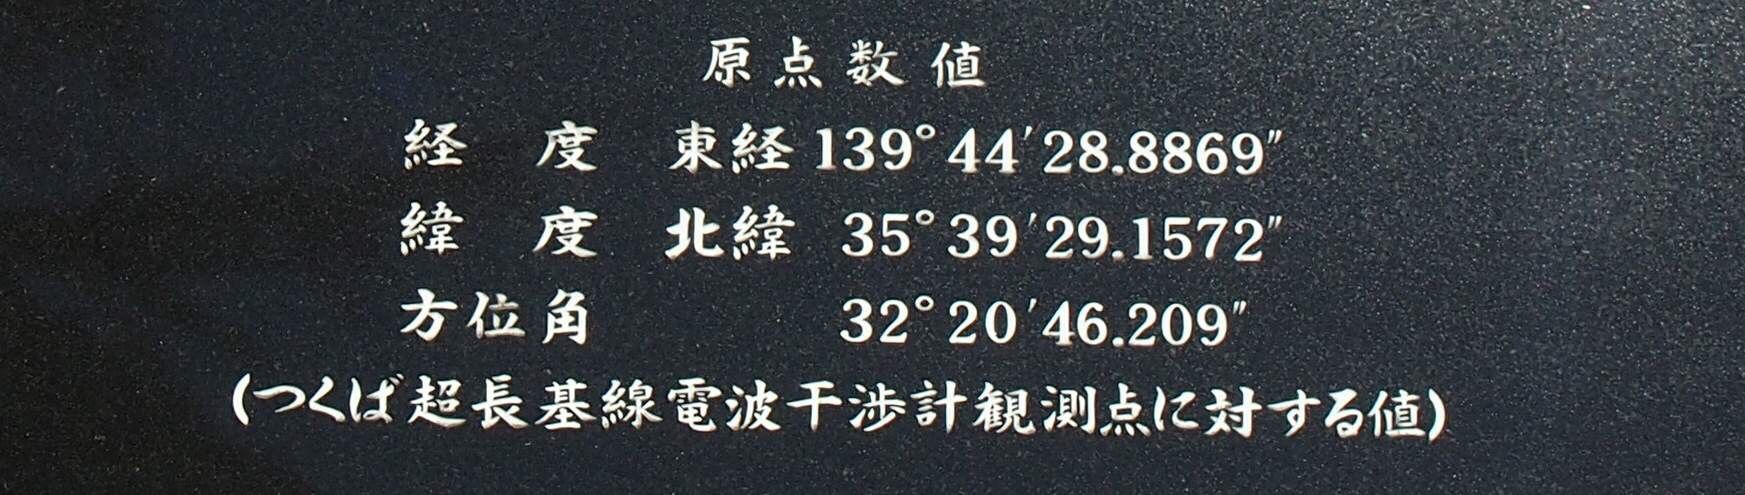 原点数値
経　度　東経 139°44′28.8869″
緯　度　北緯 35°39′29.1572″
方位角 32°20′46.209″
(つくば超長基線電波干渉計観測点に対する値)